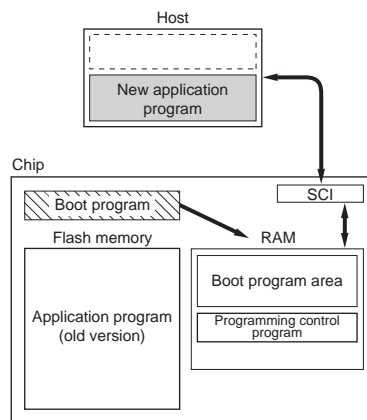 Host
New application
program
Chip
SCI
Boot program
Flash memory
RAM
Boot program area
Application program
(old version)
Programming control
program